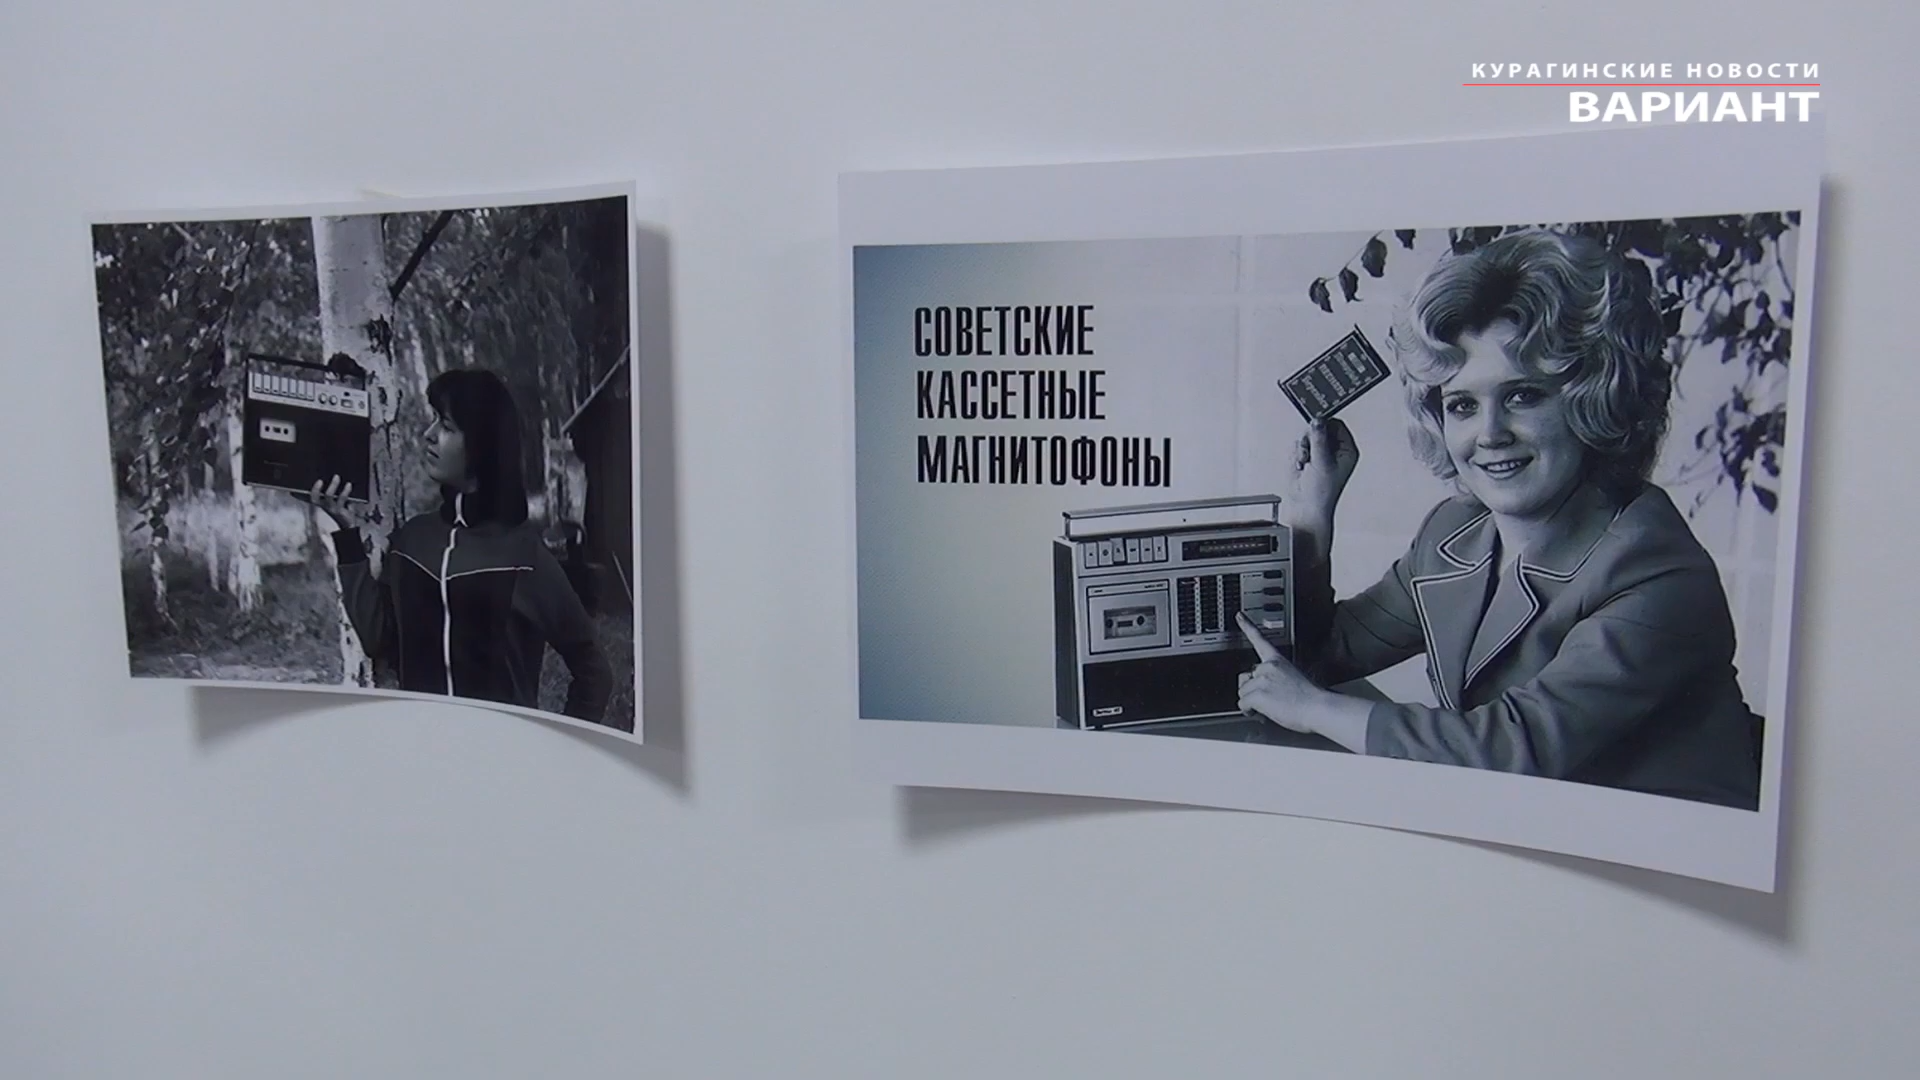 КУРАГИНСКИЕ НОВОСТИ
ВАРИАНТ
СОВЕТСКИЕ
КАССЕТНЫЕ
МАГНИТОФОНЫ